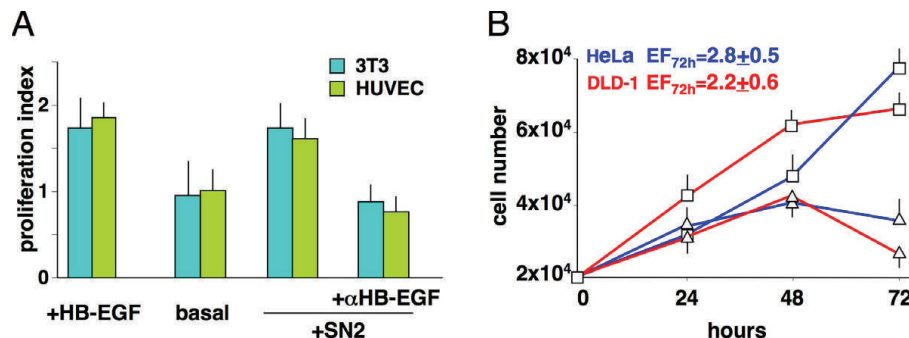 A
3T3
HUVEC
proliferation index
2
1
0
+HB-EGF
basal
+αHB-EGF
+SN2
B
HeLa EF72h=2.8±0.5
DLD-1 EF72h=2.2±0.6
cell number
8x10⁴
6x10⁴
4x10⁴
2x10⁴
0
24
48
72
hours